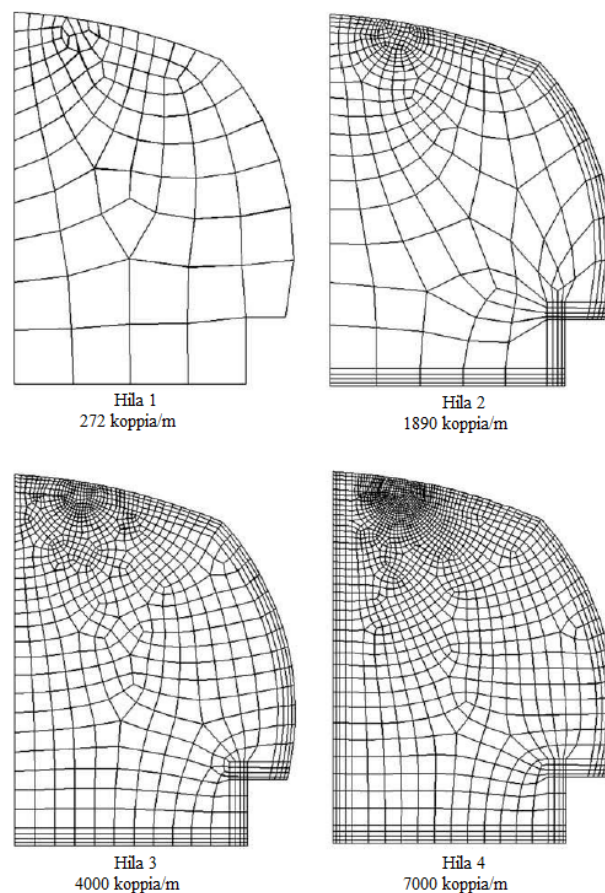 Hila 1
272 koppia/m
Hila 2
1890 koppia/m
Hila 3
4000 koppia/m
Hila 4
7000 koppia/m